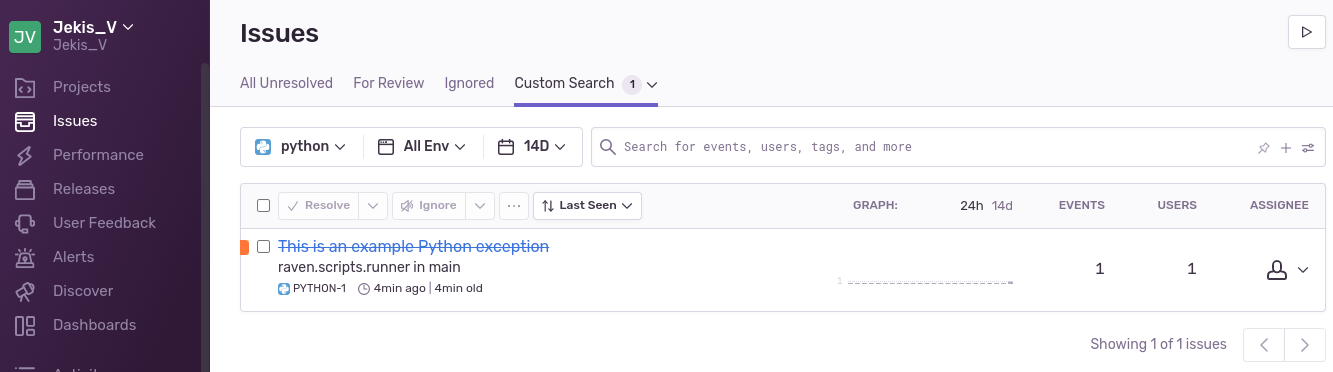 JV
Jekis_V
Jekis_V
Projects
Issues
Performance
Releases
User Feedback
Alerts
Discover
Dashboards
Issues
All Unresolved For Review Ignored Custom Search 1
python All Env 14D Search for events, users, tags, and more
Resolve Ignore ... Last Seen GRAPH: 24h 14d EVENTS USERS ASSIGNEE
This is an example Python exception
raven.scripts.runner in main
1 1 1
PYTHON-1 4min ago | 4min old
Showing 1 of 1 issues